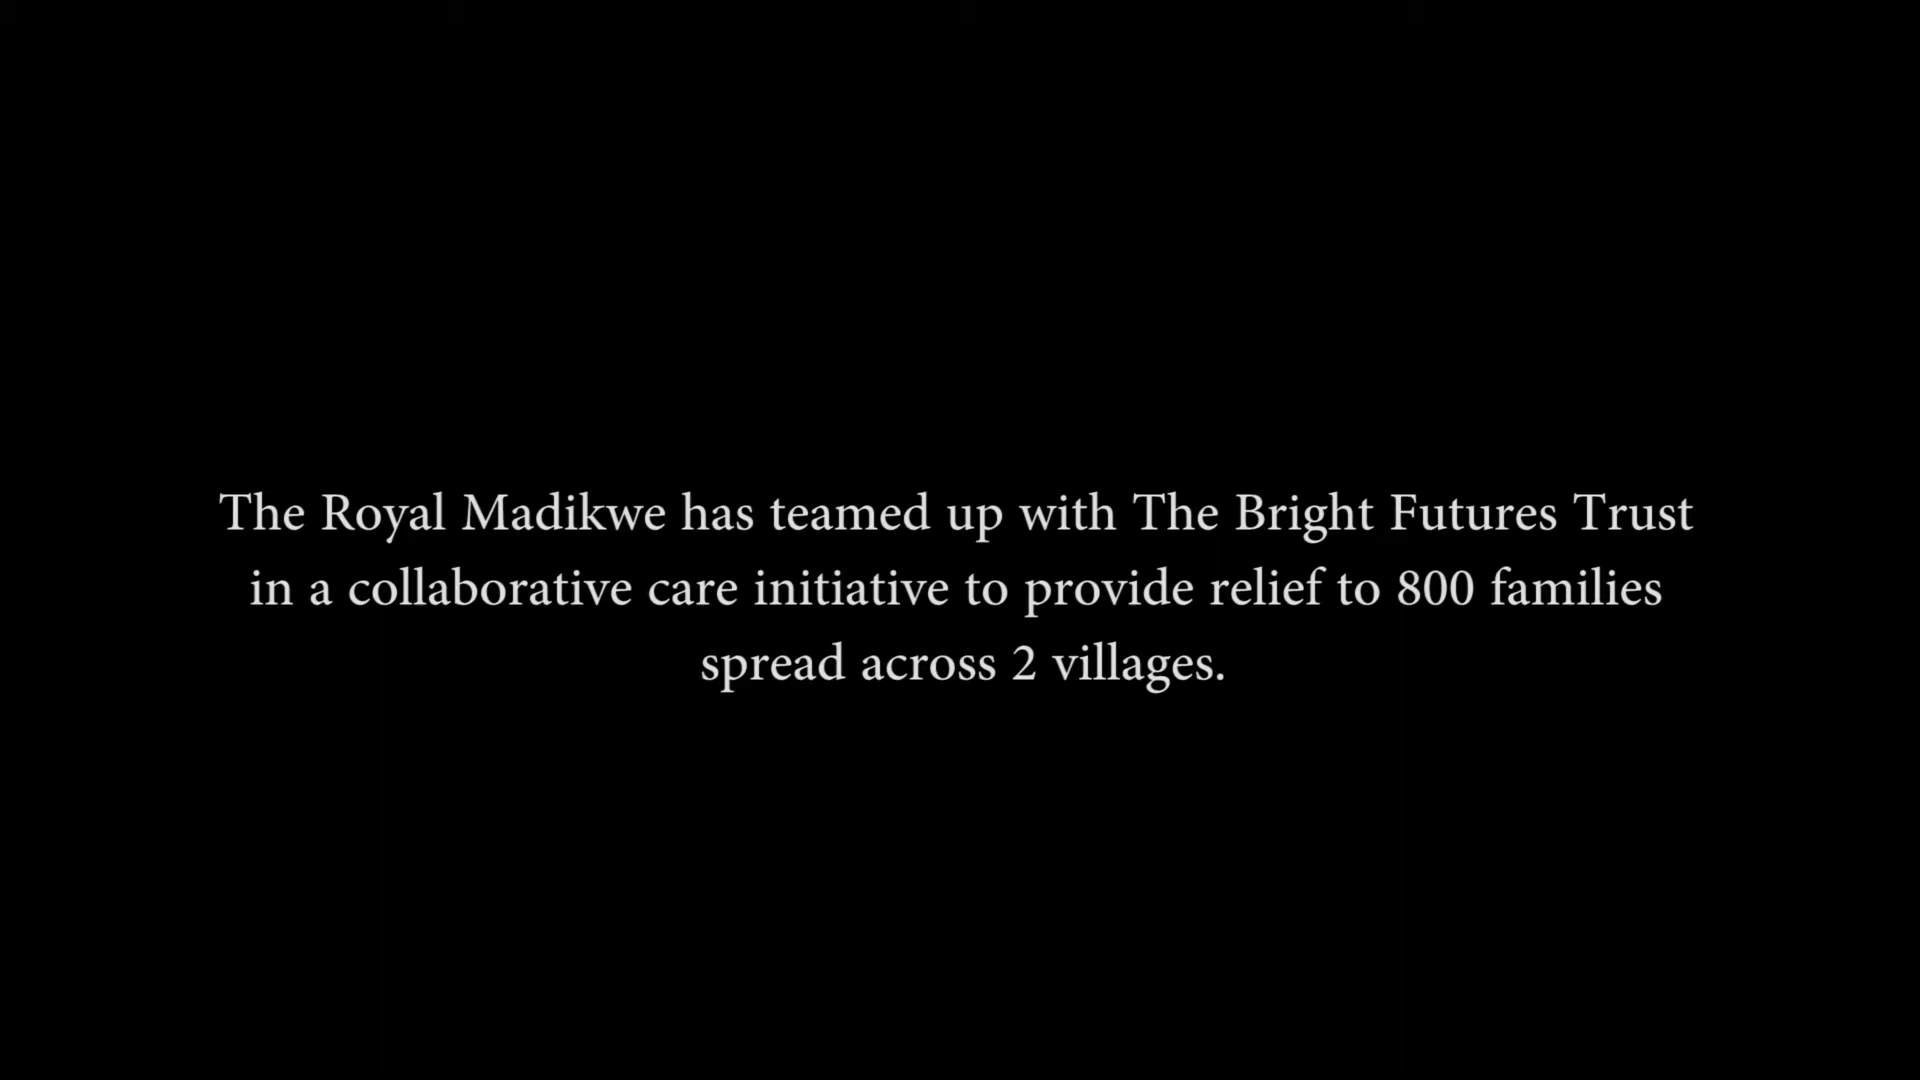 The Royal Madikwe has teamed up with The Bright Futures Trust
in a collaborative care initiative to provide relief to 800 families
spread across 2 villages.